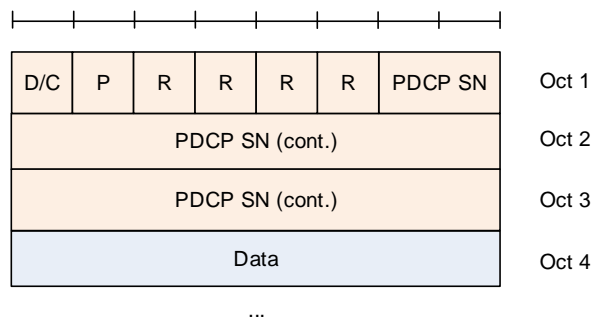 D/C P R R R R PDCP SN Oct 1
PDCP SN (cont.) Oct 2
PDCP SN (cont.) Oct 3
Data Oct 4
...